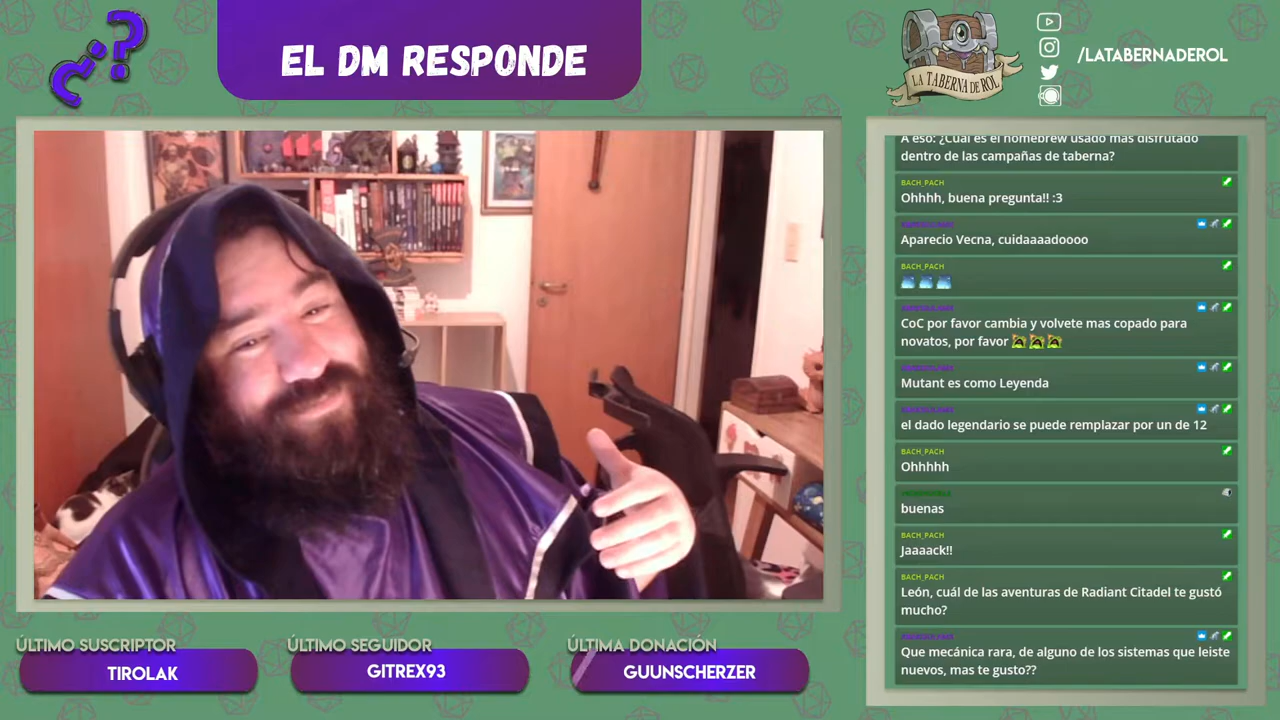 ¿?
EL DM RESPONDE
LA TABERNA DE ROL
/LATABERNADEROL
A eso: ¿Cuál es el homebrew usado mas disfrutado
dentro de las campañas de taberna?
BACH_PACH
Ohhhh, buena pregunta!! :3
Aparecio Vecna, cuidaaaadoooo
BACH_PACH
CoC por favor cambia y volvete mas copado para
novatos, por favor
Mutant es como Leyenda
el dado legendario se puede remplazar por un de 12
BACH_PACH
Ohhhhh
buenas
BACH_PACH
Jaaaack!!
BACH_PACH
León, cuál de las aventuras de Radiant Citadel te gustó
mucho?
Que mecánica rara, de alguno de los sistemas que leiste
nuevos, mas te gusto??
ÚLTIMO SUSCRIPTOR
TIROLAK
ÚLTIMO SEGUIDOR
GITREX93
ÚLTIMA DONACIÓN
GUUNSCHERZER